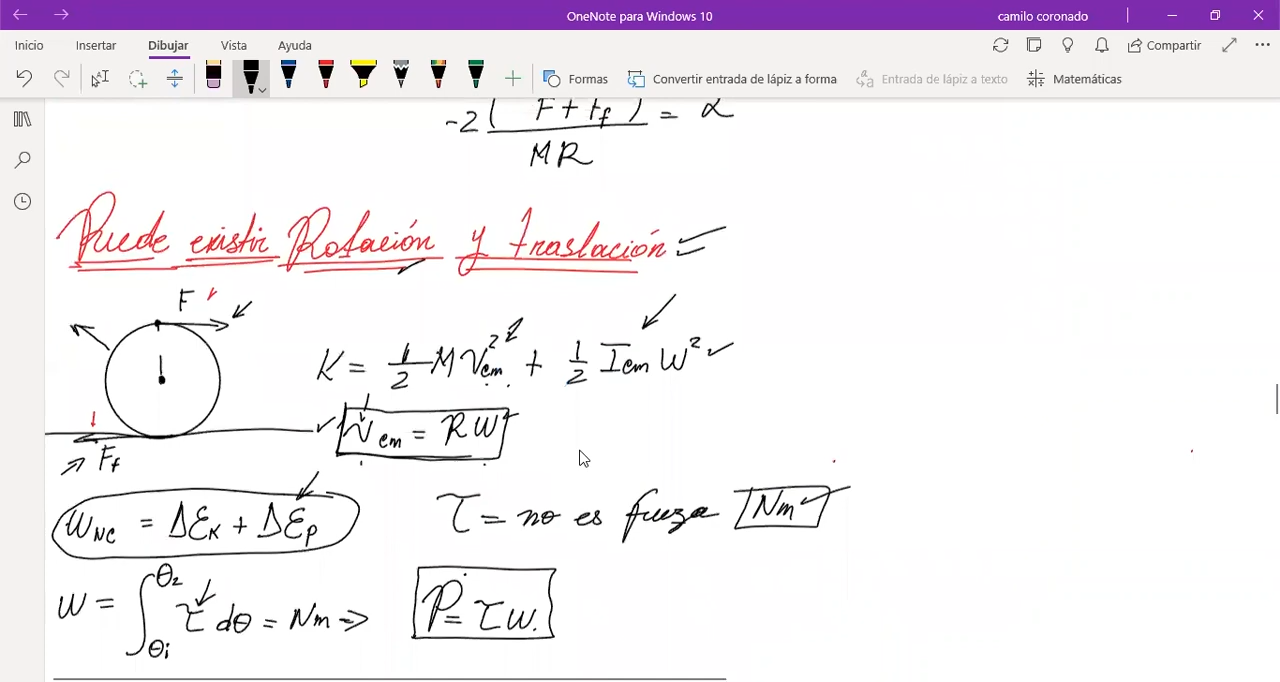 OneNote para Windows 10
camilo coronado
Inicio Insertar Dibujar Vista Ayuda Compartir
Formas Convertir entrada de lápiz a forma Entrada de lápiz a texto Matemáticas
-2 ( F + Ff ) = α
MR
Puede existir Rotación y traslación
F
K = 1/2 M Vcm² + 1/2 Icm W²
Vcm = RW
Ff
WNC = ΔEK + ΔEP
τ = no es fuerza Nm
W = ∫θi θ2 τ dθ = Nm ⇒ P = τ W.